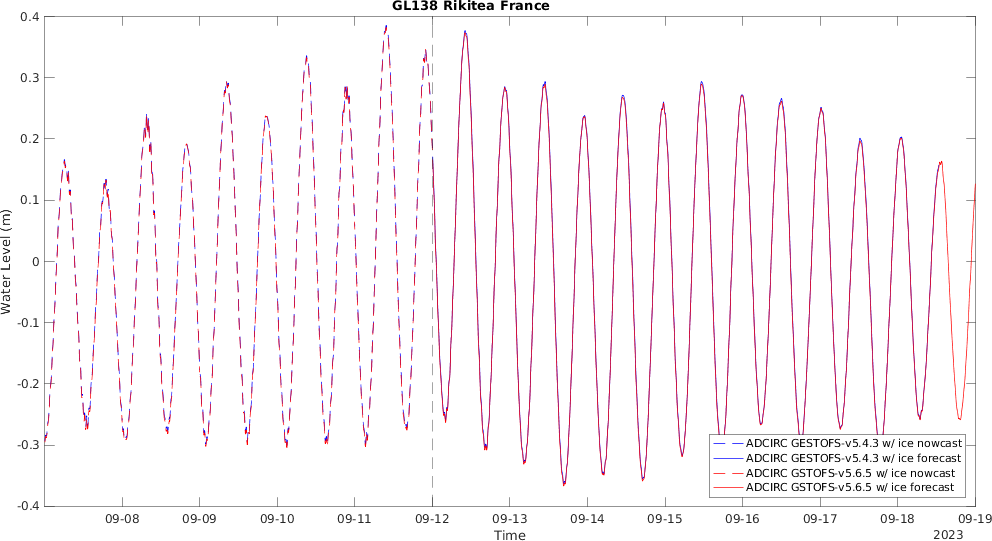 GL138 Rikitea France
0.4
0.3
0.2
0.1
0
-0.1
-0.2
-0.3
-0.4
Water Level (m)
ADCIRC GESTOFS-v5.4.3 w/ ice nowcast
ADCIRC GESTOFS-v5.4.3 w/ ice forecast
ADCIRC GSTOFS-v5.6.5 w/ ice nowcast
ADCIRC GSTOFS-v5.6.5 w/ ice forecast
09-08 09-09 09-10 09-11 09-12 09-13 09-14 09-15 09-16 09-17 09-18 09-19
Time
2023